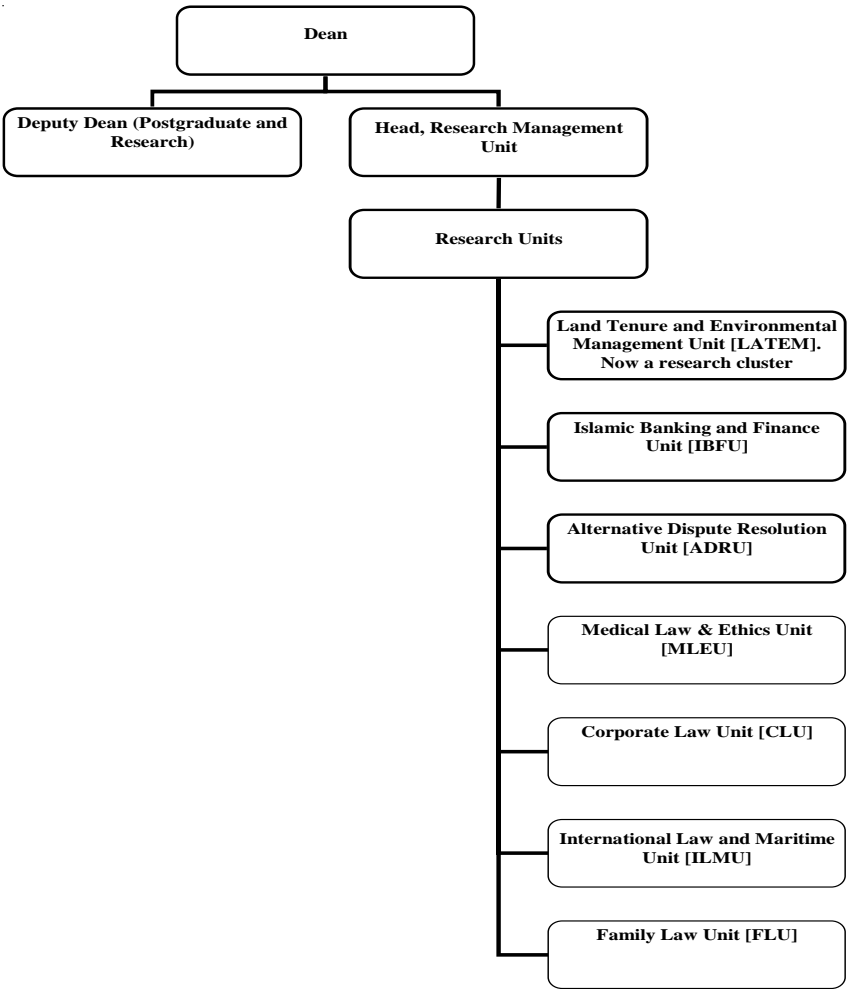 Dean
Deputy Dean (Postgraduate and
Research)
Head, Research Management
Unit
Research Units
Land Tenure and Environmental
Management Unit [LATEM].
Now a research cluster
Islamic Banking and Finance
Unit [IBFU]
Alternative Dispute Resolution
Unit [ADRU]
Medical Law & Ethics Unit
[MLEU]
Corporate Law Unit [CLU]
International Law and Maritime
Unit [ILMU]
Family Law Unit [FLU]